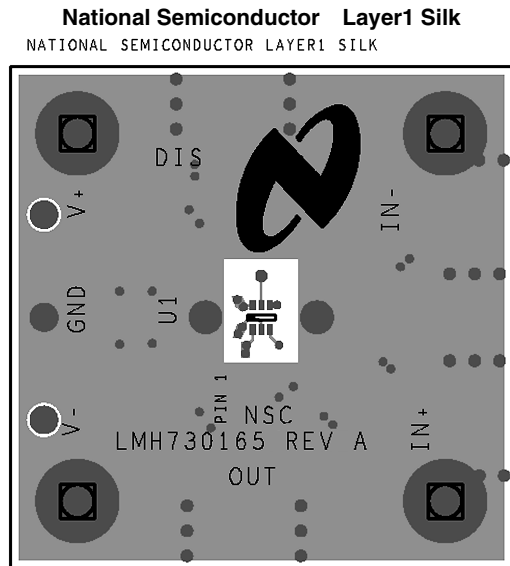 National Semiconductor Layer1 Silk
NATIONAL SEMICONDUCTOR LAYER1 SILK
DIS
V+
IN-
GND
U1
PIN 1
V-
NSC
LMH730165 REV A
IN+
OUT